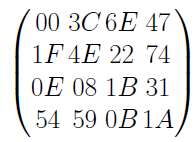 00 3C 6E 47
1F 4E 22 74
0E 08 1B 31
54 59 0B 1A